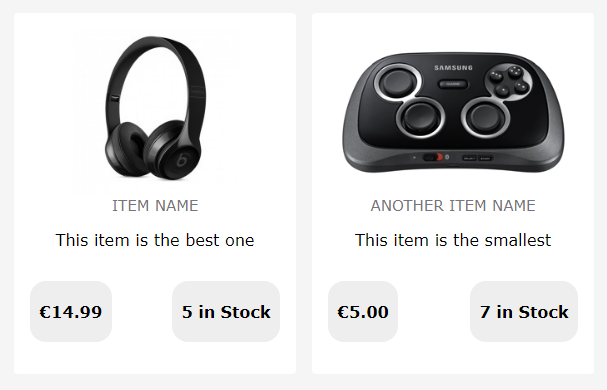 SAMSUNG
ITEM NAME
This item is the best one
€14.99
5 in Stock
ANOTHER ITEM NAME
This item is the smallest
€5.00
7 in Stock